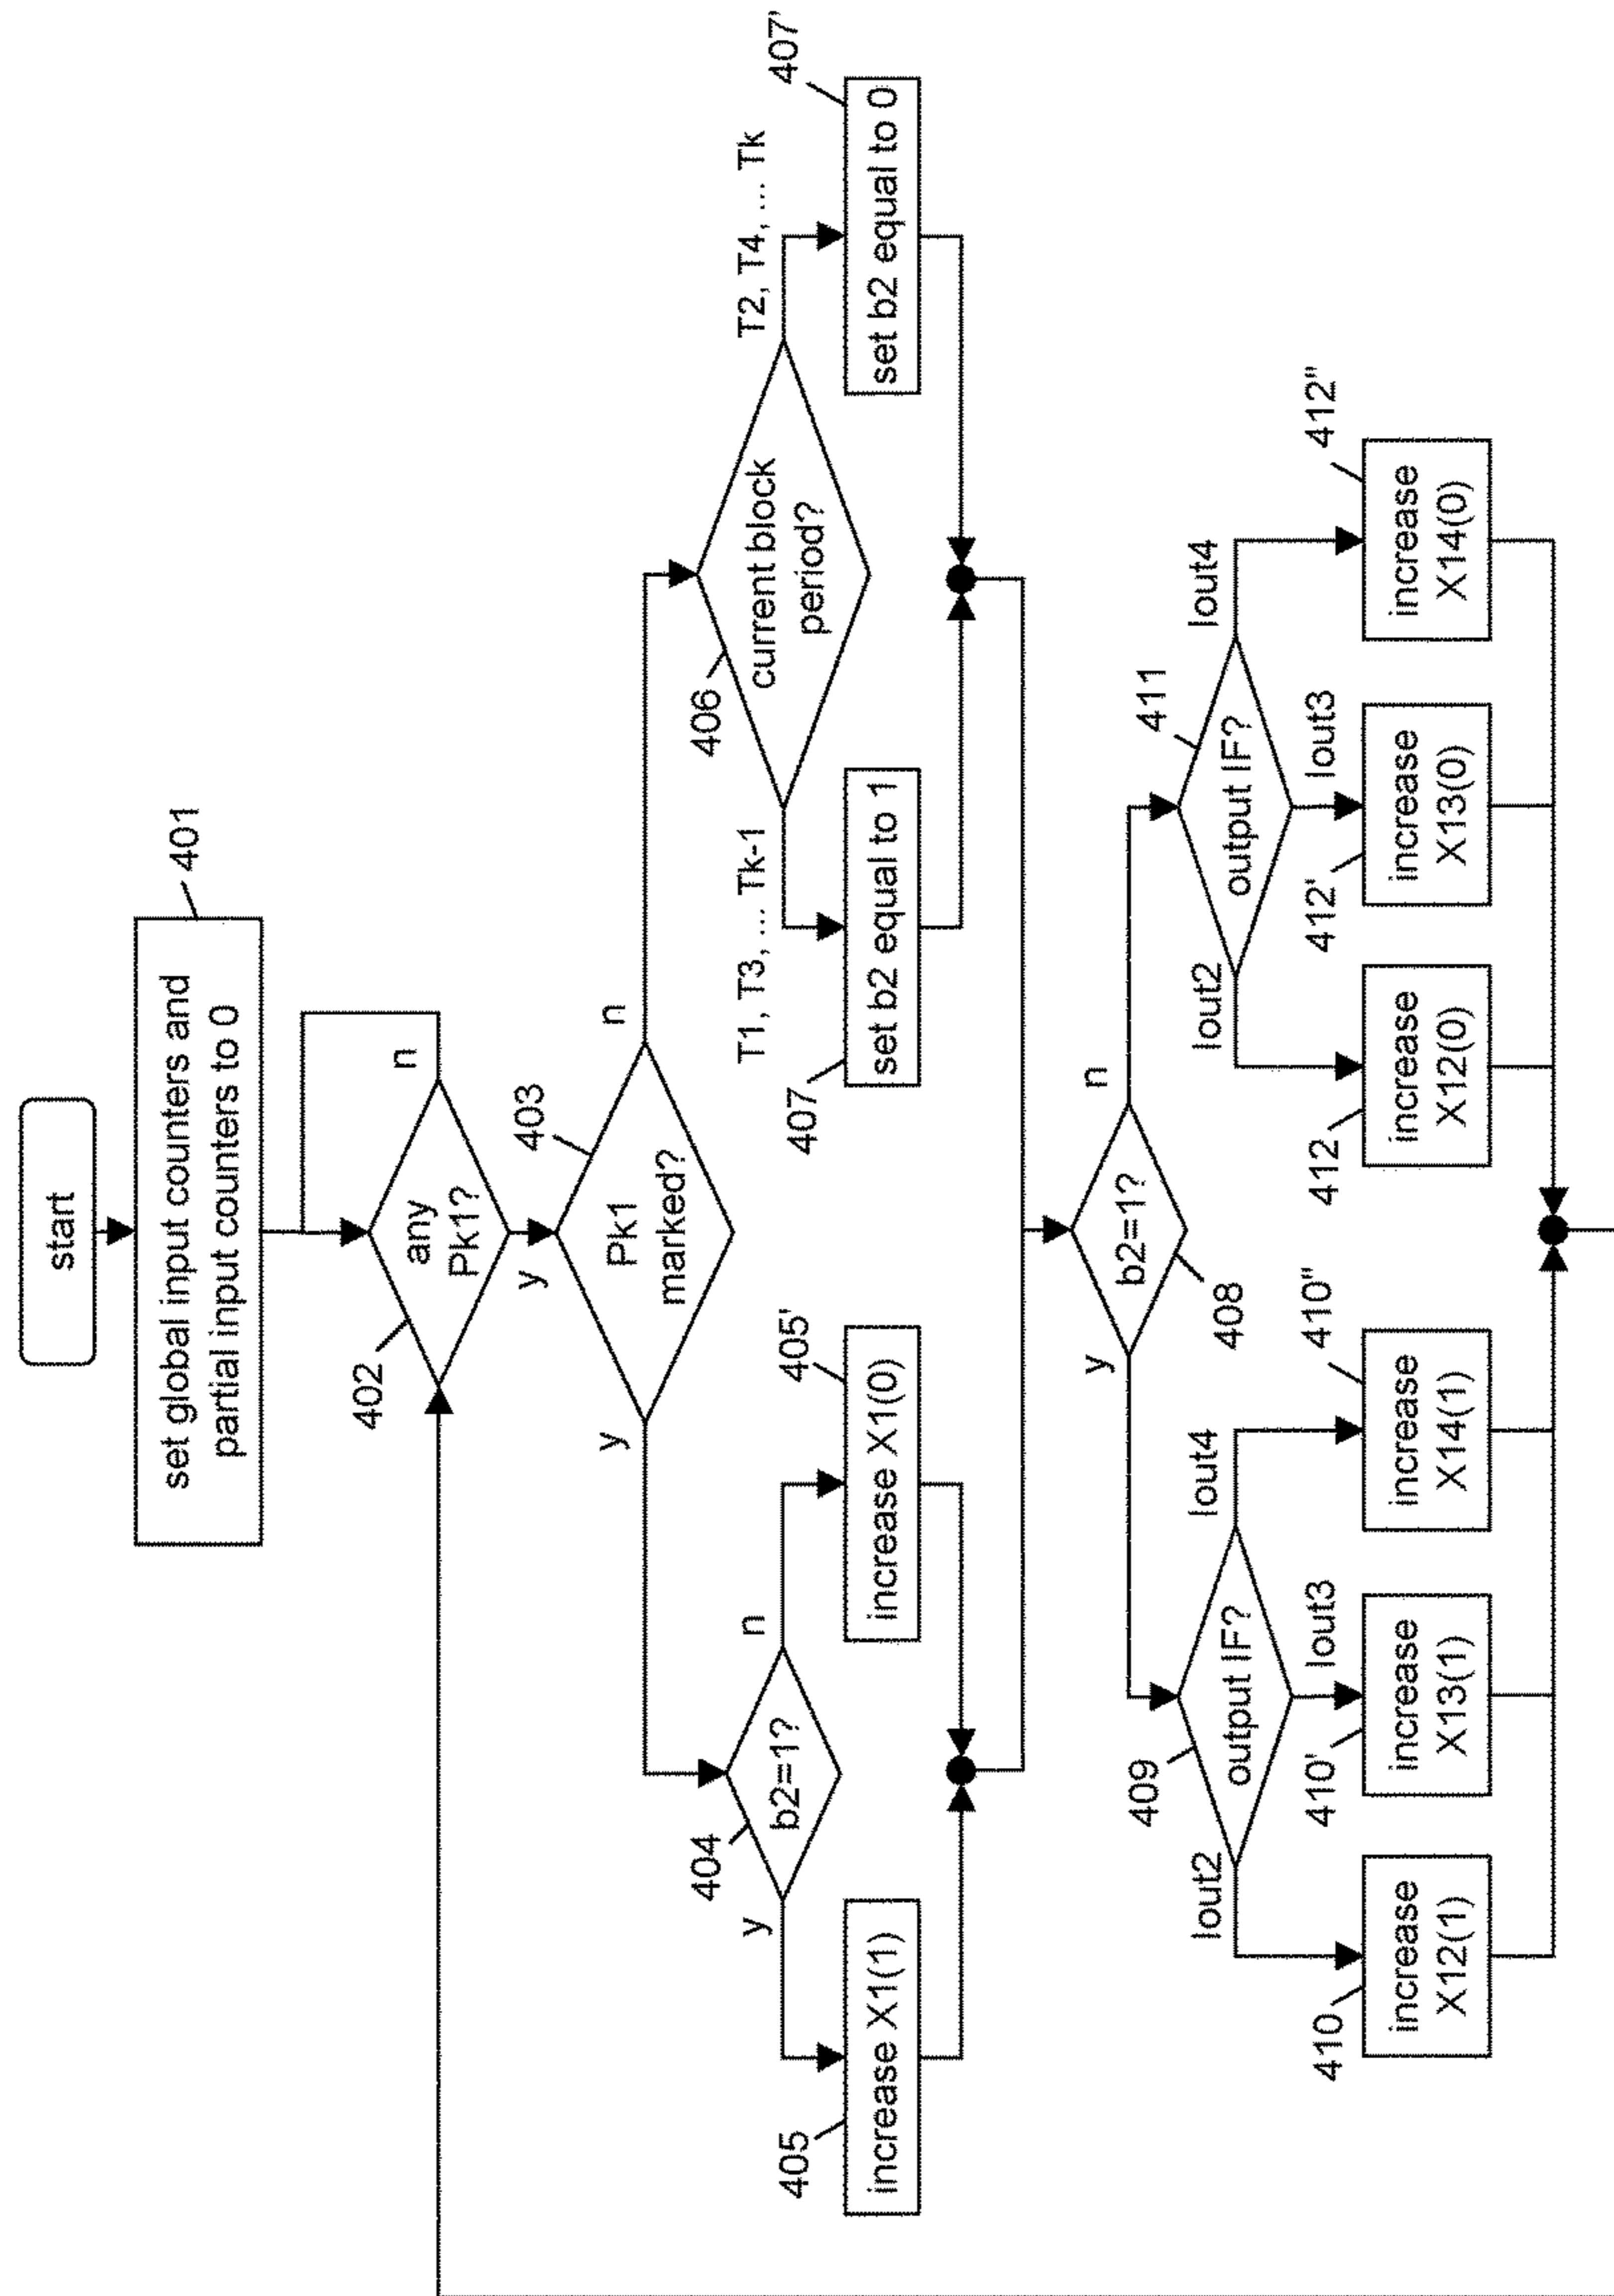 start
set global input counters and
partial input counters to 0
401
any
Pk1?
n
y
402
Pk1
marked?
403
y
n
b2=1?
404
y
n
increase X1(1)
405
increase X1(0)
405'
current block
period?
406
T1, T3, ... Tk-1
T2, T4, ... Tk
set b2 equal to 1
407
set b2 equal to 0
407'
b2=1?
408
y
n
output IF?
409
Iout2
Iout3
Iout4
increase
X12(1)
410
increase
X13(1)
410'
increase
X14(1)
410"
output IF?
411
Iout2
Iout3
Iout4
increase
X12(0)
412
increase
X13(0)
412'
increase
X14(0)
412"